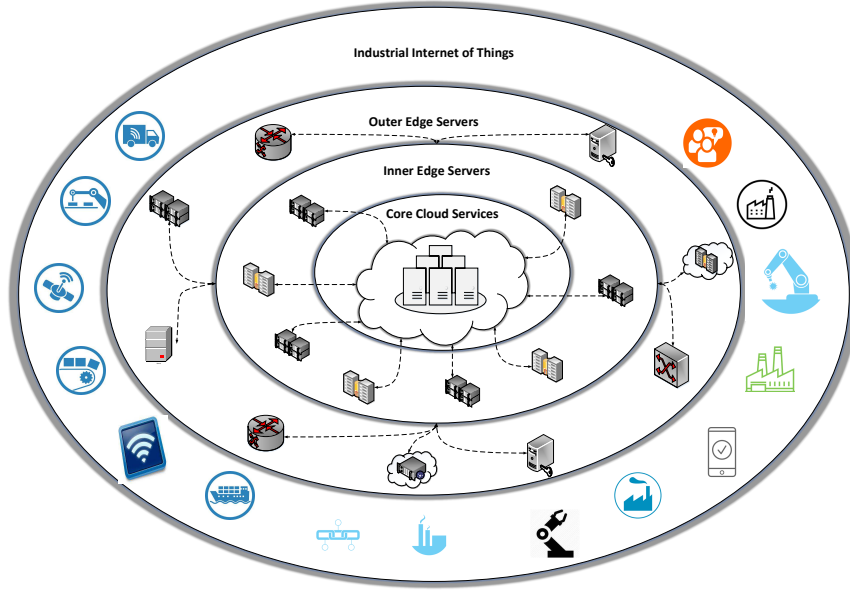 Industrial Internet of Things
Outer Edge Servers
Inner Edge Servers
Core Cloud Services